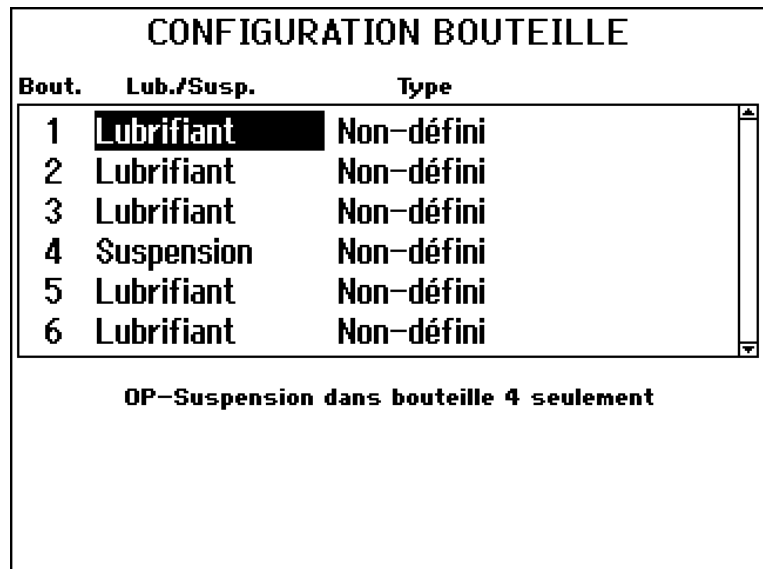 CONFIGURATION BOUTEILLE
Bout. Lub./Susp. Type
1 Lubrifiant Non-défini
2 Lubrifiant Non-défini
3 Lubrifiant Non-défini
4 Suspension Non-défini
5 Lubrifiant Non-défini
6 Lubrifiant Non-défini
OP-Suspension dans bouteille 4 seulement